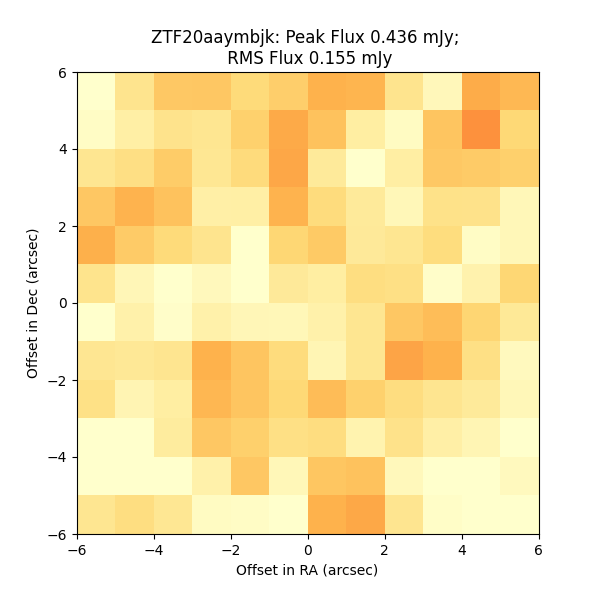 ZTF20aaymbjk: Peak Flux 0.436 mJy;
RMS Flux 0.155 mJy
6
4
2
0
−2
−4
−6
Offset in Dec (arcsec)
−6 −4 −2 0 2 4 6
Offset in RA (arcsec)